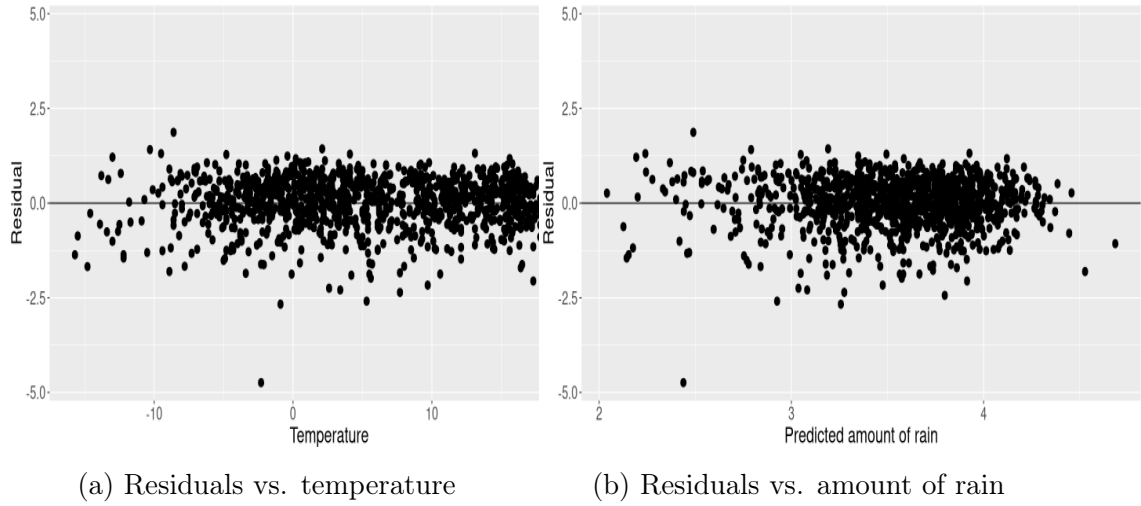 5.0
2.5
0.0
-2.5
-5.0
Residual
-10 0 10
Temperature
5.0
2.5
0.0
-2.5
-5.0
Residual
2 3 4
Predicted amount of rain
(a) Residuals vs. temperature
(b) Residuals vs. amount of rain